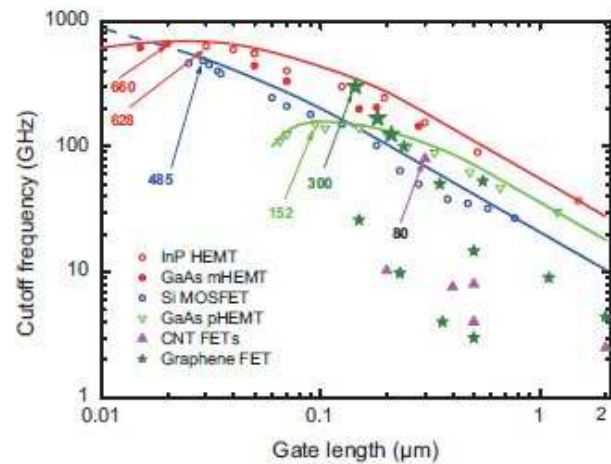 1000
100
10
1
Cutoff frequency (GHz)
660
628
485
152
300
80
InP HEMT
GaAs mHEMT
Si MOSFET
GaAs pHEMT
CNT FETs
Graphene FET
0.01 0.1 1 2
Gate length (µm)